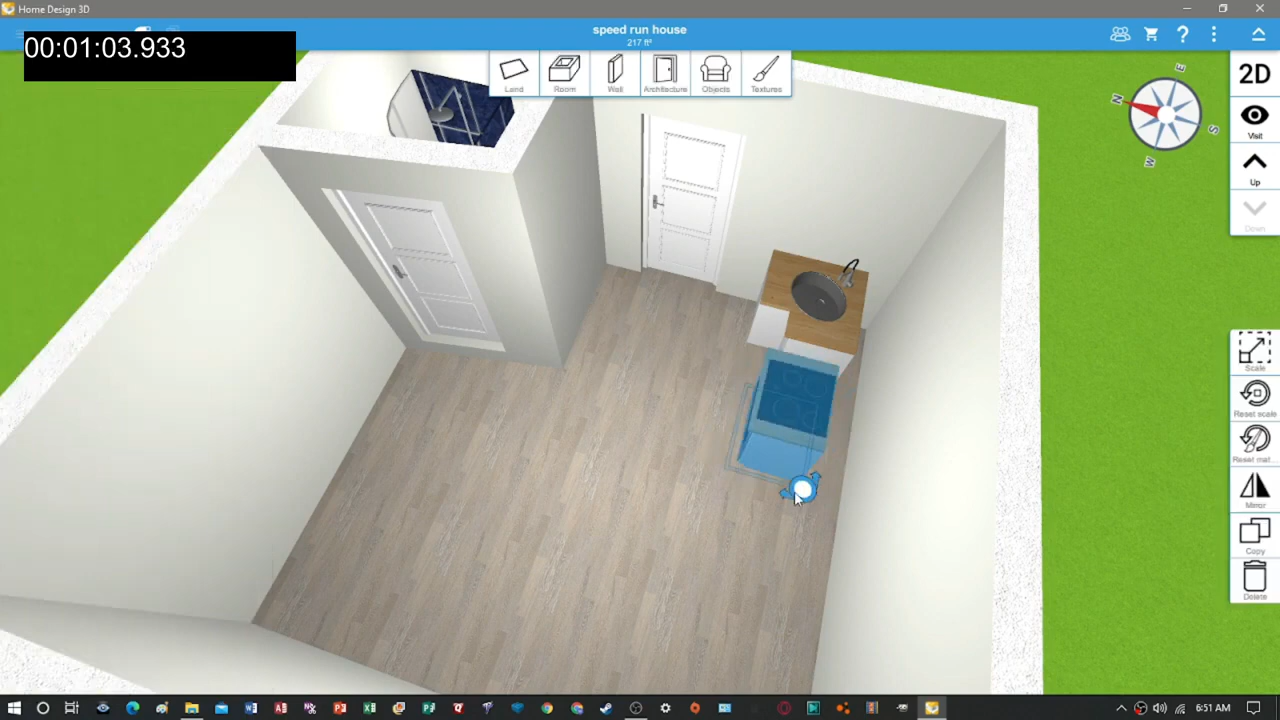 Home Design 3D
00:01:03.933
speed run house
217 ft²
Land
Room
Wall
Architecture
Objects
Textures
2D
Visit
Up
Down
N
E
S
W
Scale
Reset scale
Reset mat...
Mirror
Copy
Delete
6:51 AM